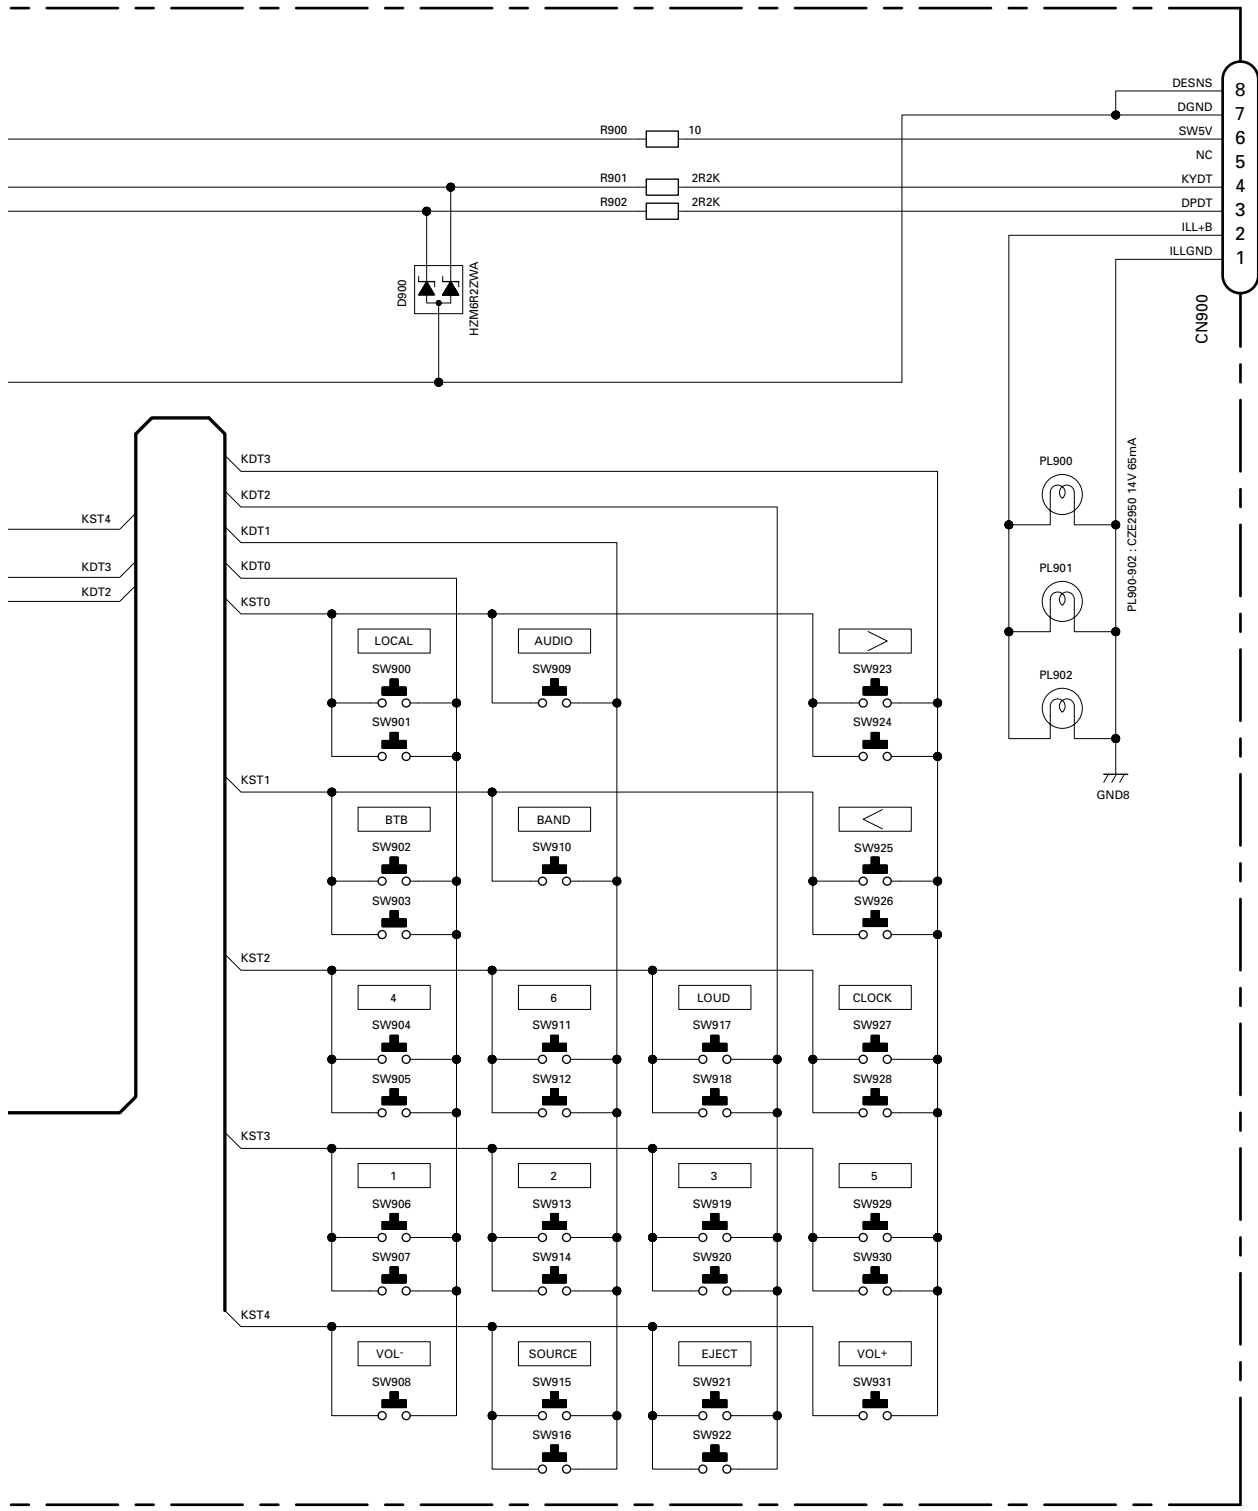 DESNS 8
DGND 7
R900 10 SW5V 6
NC 5
R901 2R2K KYDT 4
R902 2R2K DPDT 3
ILL+B 2
ILLGND 1
D900
HZM6R2ZWA
CN900
KDT3
PL900
PL900-902 : CZE2950 14V 65mA
KDT2
KST4
KDT1
KDT3
KDT0
PL901
KDT2
KST0
LOCAL AUDIO >
SW900 SW909 SW923
PL902
SW901 SW924
KST1
GND8
BTB BAND <
SW902 SW910 SW925
SW903 SW926
KST2
4 6 LOUD CLOCK
SW904 SW911 SW917 SW927
SW905 SW912 SW918 SW928
KST3
1 2 3 5
SW906 SW913 SW919 SW929
SW907 SW914 SW920 SW930
KST4
VOL- SOURCE EJECT VOL+
SW908 SW915 SW921 SW931
SW916 SW922